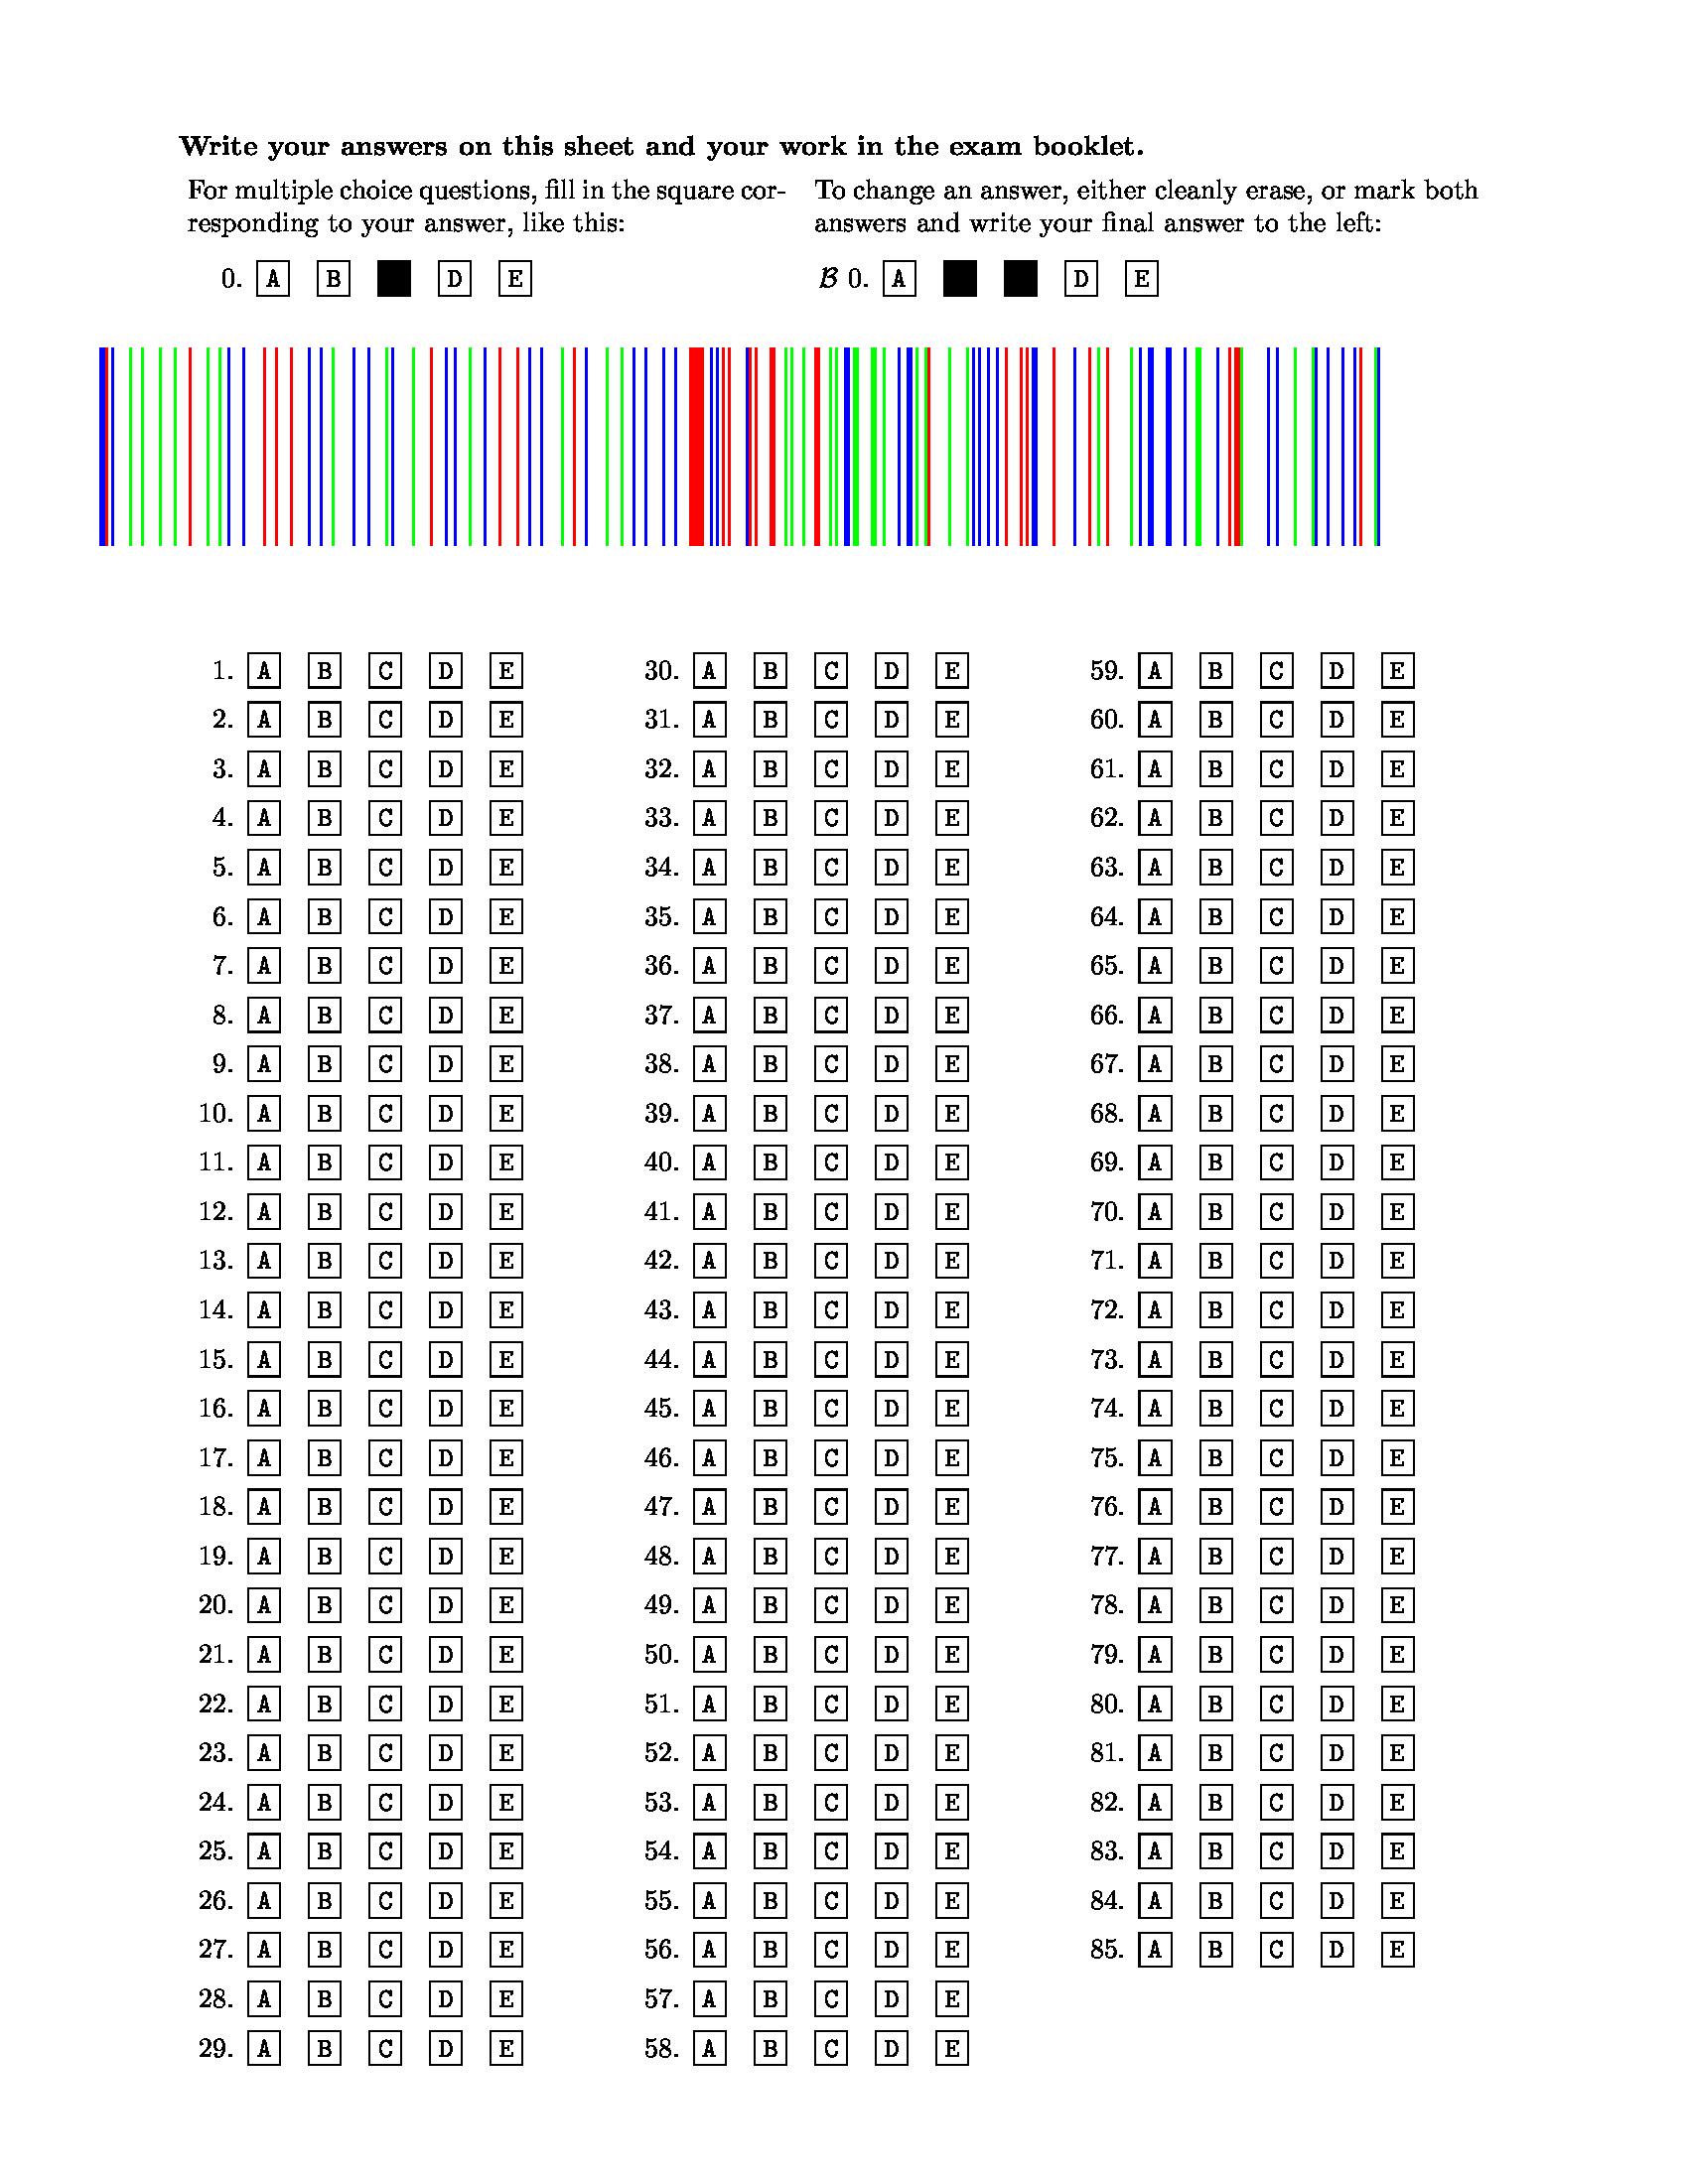 Write your answers on this sheet and your work in the exam booklet.
For multiple choice questions, fill in the square cor-
responding to your answer, like this:
0. A B D E
To change an answer, either cleanly erase, or mark both
answers and write your final answer to the left:
B 0. A D E
1. A B C D E
2. A B C D E
3. A B C D E
4. A B C D E
5. A B C D E
6. A B C D E
7. A B C D E
8. A B C D E
9. A B C D E
10. A B C D E
11. A B C D E
12. A B C D E
13. A B C D E
14. A B C D E
15. A B C D E
16. A B C D E
17. A B C D E
18. A B C D E
19. A B C D E
20. A B C D E
21. A B C D E
22. A B C D E
23. A B C D E
24. A B C D E
25. A B C D E
26. A B C D E
27. A B C D E
28. A B C D E
29. A B C D E
30. A B C D E
31. A B C D E
32. A B C D E
33. A B C D E
34. A B C D E
35. A B C D E
36. A B C D E
37. A B C D E
38. A B C D E
39. A B C D E
40. A B C D E
41. A B C D E
42. A B C D E
43. A B C D E
44. A B C D E
45. A B C D E
46. A B C D E
47. A B C D E
48. A B C D E
49. A B C D E
50. A B C D E
51. A B C D E
52. A B C D E
53. A B C D E
54. A B C D E
55. A B C D E
56. A B C D E
57. A B C D E
58. A B C D E
59. A B C D E
60. A B C D E
61. A B C D E
62. A B C D E
63. A B C D E
64. A B C D E
65. A B C D E
66. A B C D E
67. A B C D E
68. A B C D E
69. A B C D E
70. A B C D E
71. A B C D E
72. A B C D E
73. A B C D E
74. A B C D E
75. A B C D E
76. A B C D E
77. A B C D E
78. A B C D E
79. A B C D E
80. A B C D E
81. A B C D E
82. A B C D E
83. A B C D E
84. A B C D E
85. A B C D E